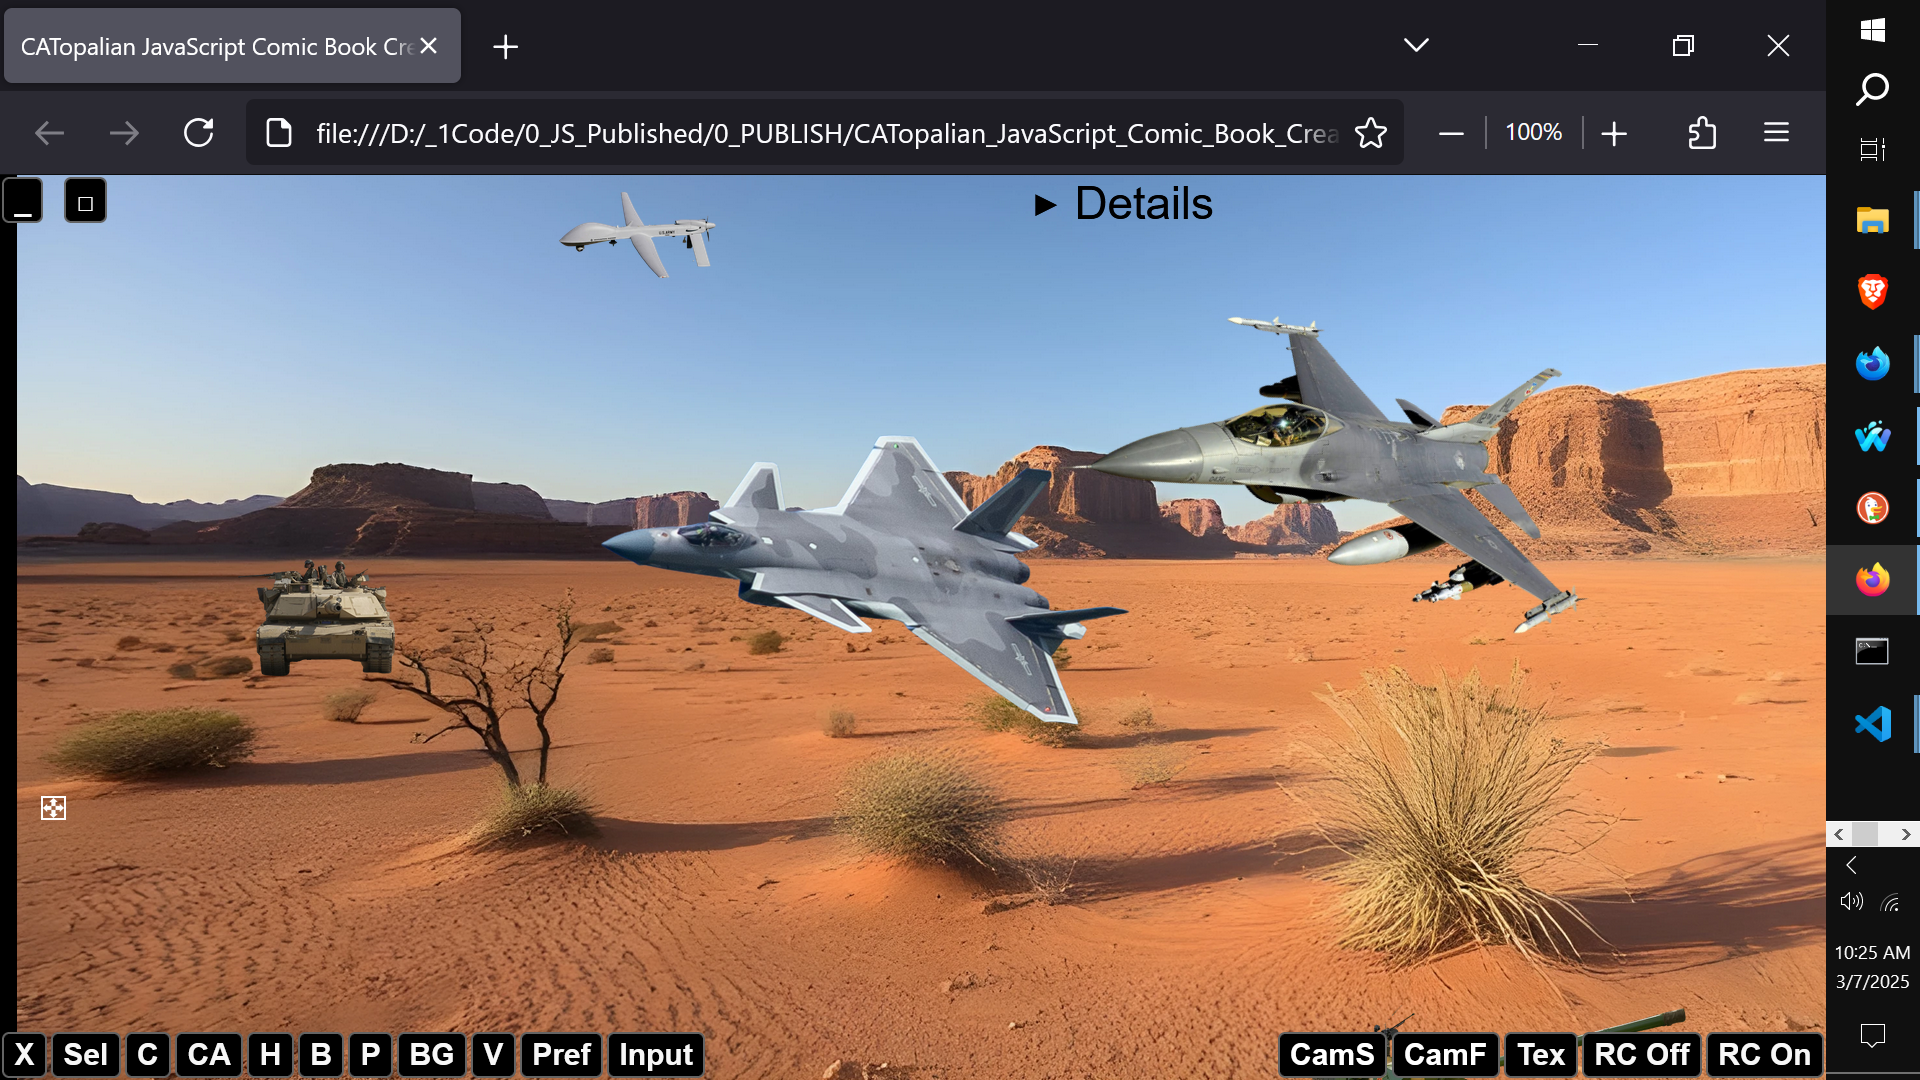 CATopalian JavaScript Comic Book Cre
file:///D:/_1Code/0_JS_Published/0_PUBLISH/CATopalian_JavaScript_Comic_Book_Crea
100%
► Details
U.S. ARMY
X Sel C CA H B P BG V Pref Input
CamS CamF Tex RC Off RC On
10:25 AM
3/7/2025